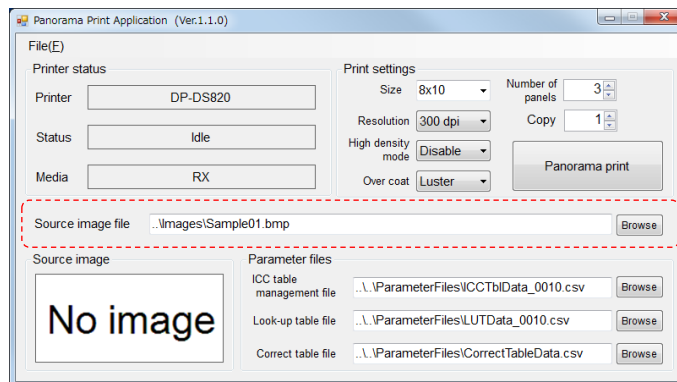 Panorama Print Application (Ver.1.1.0)
File(F)
Printer status
Printer
DP-DS820
Status
Idle
Media
RX
Print settings
Size
8x10
Number of
panels
3
Resolution
300 dpi
Copy
1
High density
mode
Disable
Over coat
Luster
Panorama print
Source image file
..\Images\Sample01.bmp
Browse
Source image
No image
Parameter files
ICC table
management file
..\..\ParameterFiles\ICCTblData_0010.csv
Browse
Look-up table file
..\..\ParameterFiles\LUTData_0010.csv
Browse
Correct table file
..\..\ParameterFiles\CorrectTableData.csv
Browse